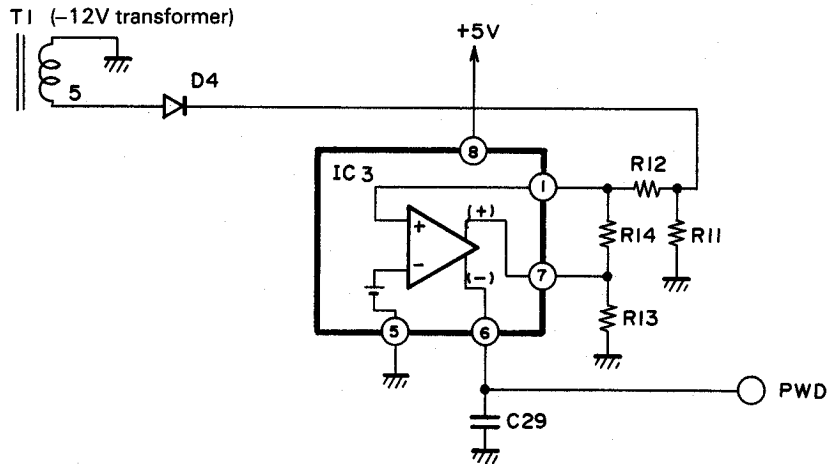 T1 (–12V transformer)
+5V
5
D4
8
IC 3
1
R12
(+)
+
R14
R11
–
(–)
7
R13
5
6
PWD
C29